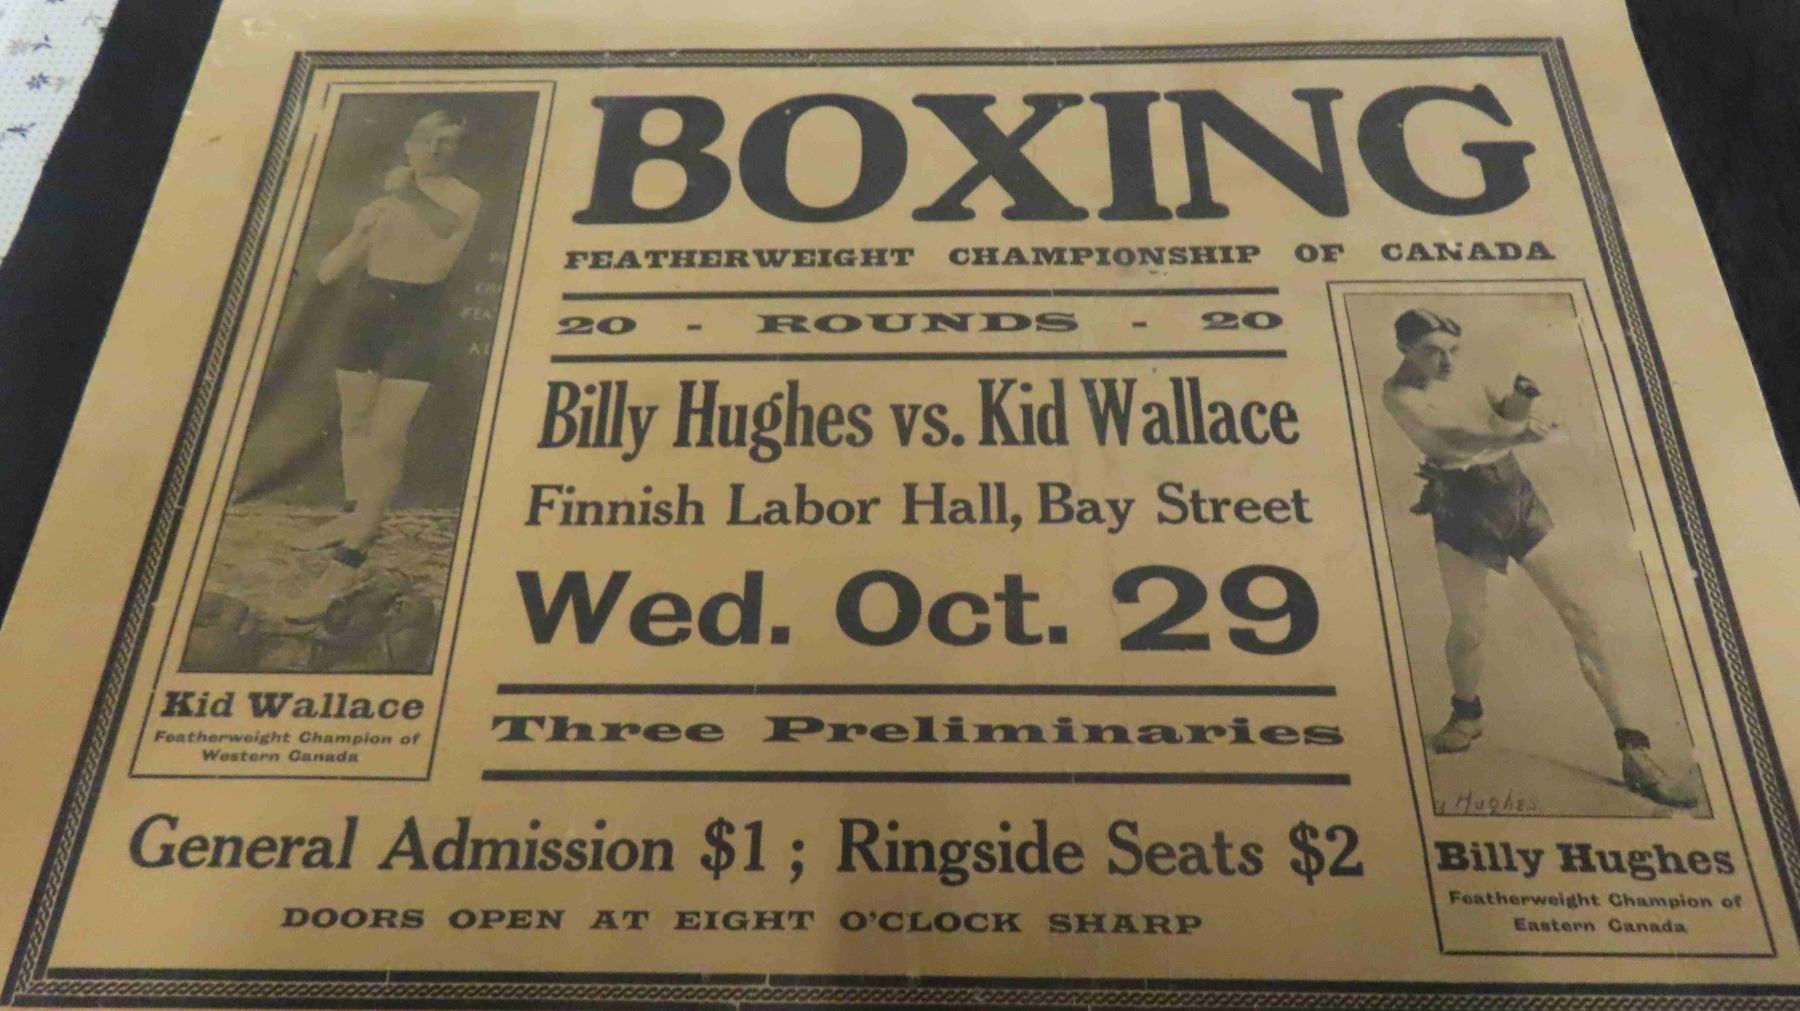 BOXING
FEATHERWEIGHT CHAMPIONSHIP OF CANADA
20 - ROUNDS - 20
Billy Hughes vs. Kid Wallace
Finnish Labor Hall, Bay Street
Wed. Oct. 29
Three Preliminaries
General Admission $1 ; Ringside Seats $2
DOORS OPEN AT EIGHT O'CLOCK SHARP
Kid Wallace
Featherweight Champion of
Western Canada
Hughes
Billy Hughes
Featherweight Champion of
Eastern Canada